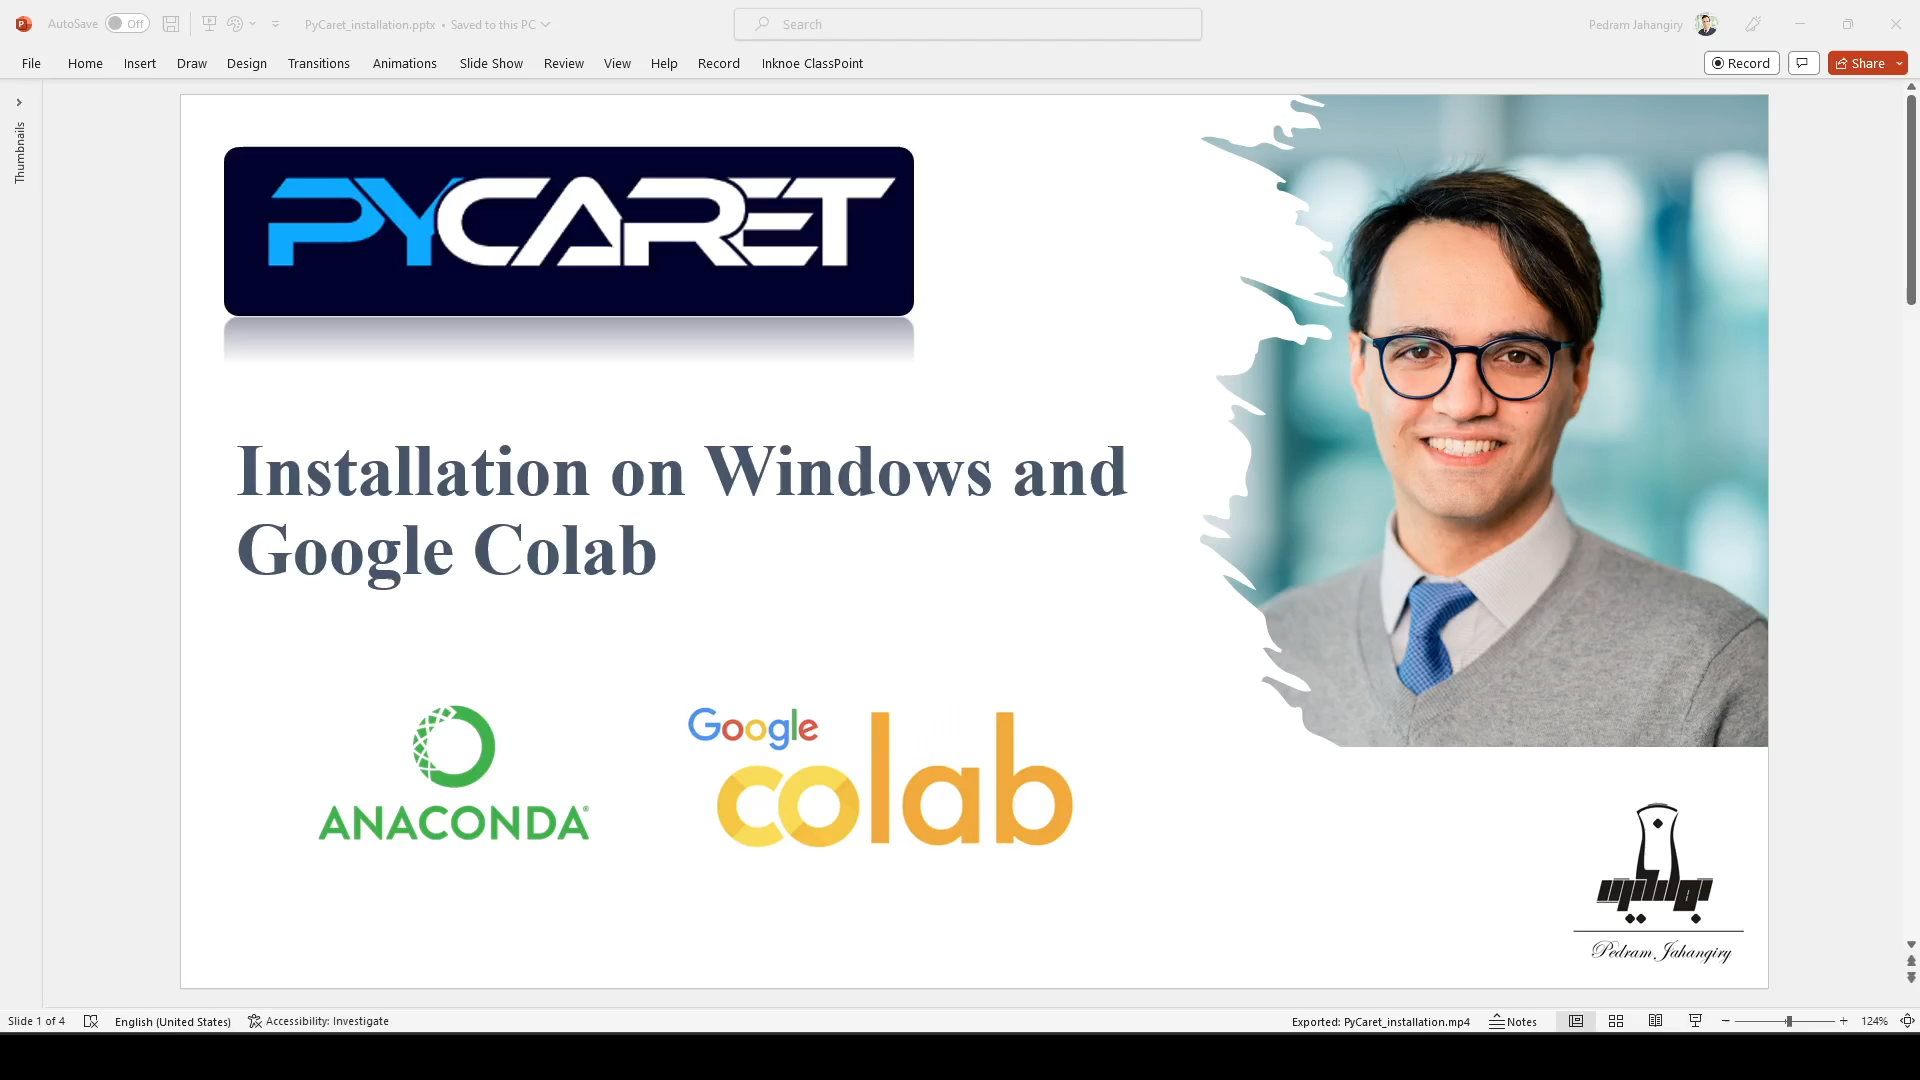 AutoSave Off
PyCaret_installation.pptx • Saved to this PC
Search
Pedram Jahangiry
File Home Insert Draw Design Transitions Animations Slide Show Review View Help Record Inknoe ClassPoint
Record
Share
Thumbnails
PYCARET
Installation on Windows and
Google Colab
ANACONDA®
Google
colab
Pedram Jahangiry
Slide 1 of 4
English (United States)
Accessibility: Investigate
Exported: PyCaret_installation.mp4
Notes
124%